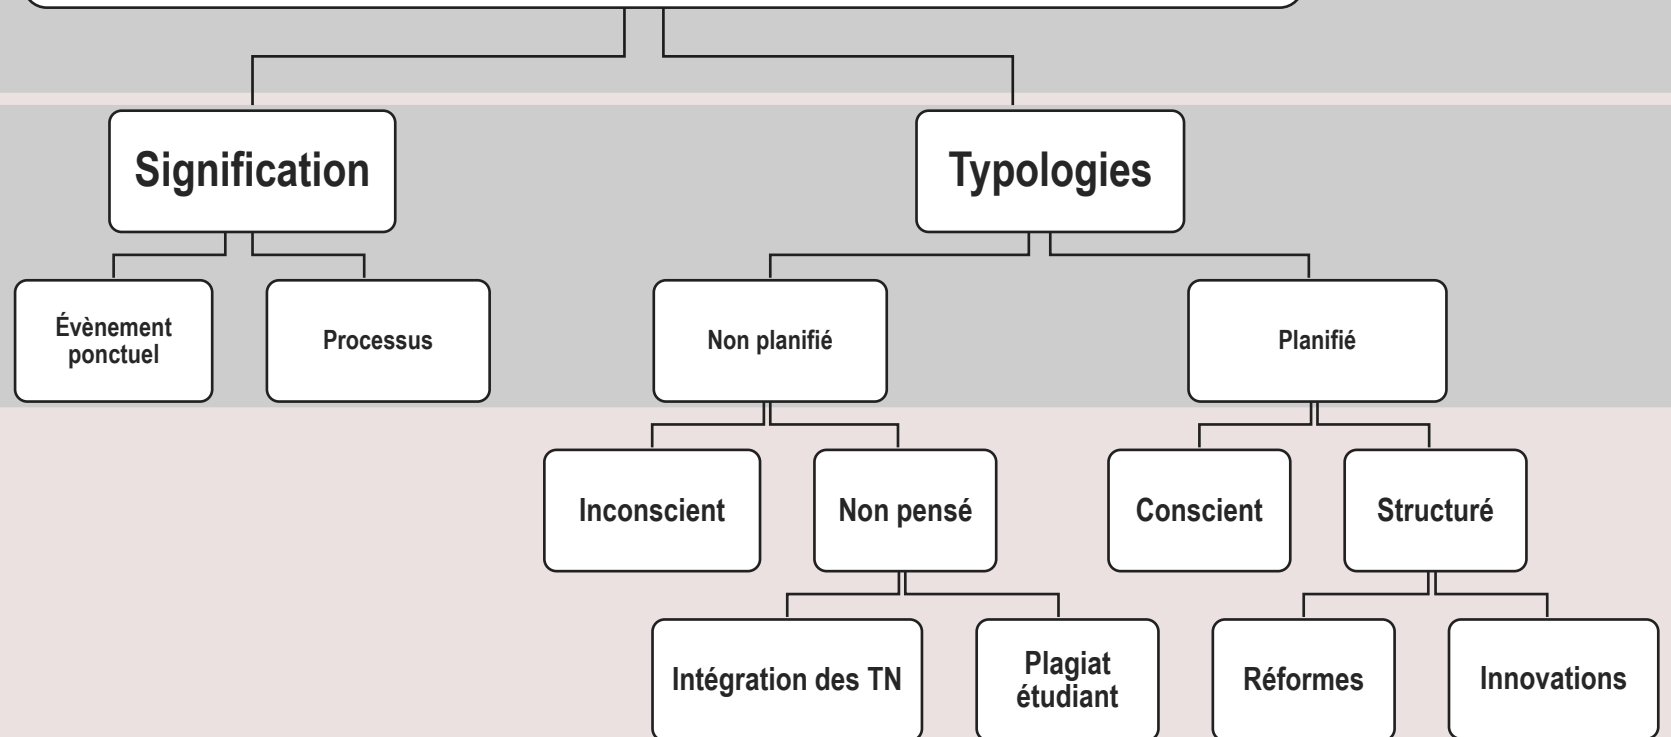 Signification
Typologies
Évènement
ponctuel
Processus
Non planifié
Planifié
Inconscient
Non pensé
Conscient
Structuré
Intégration des TN
Plagiat
étudiant
Réformes
Innovations